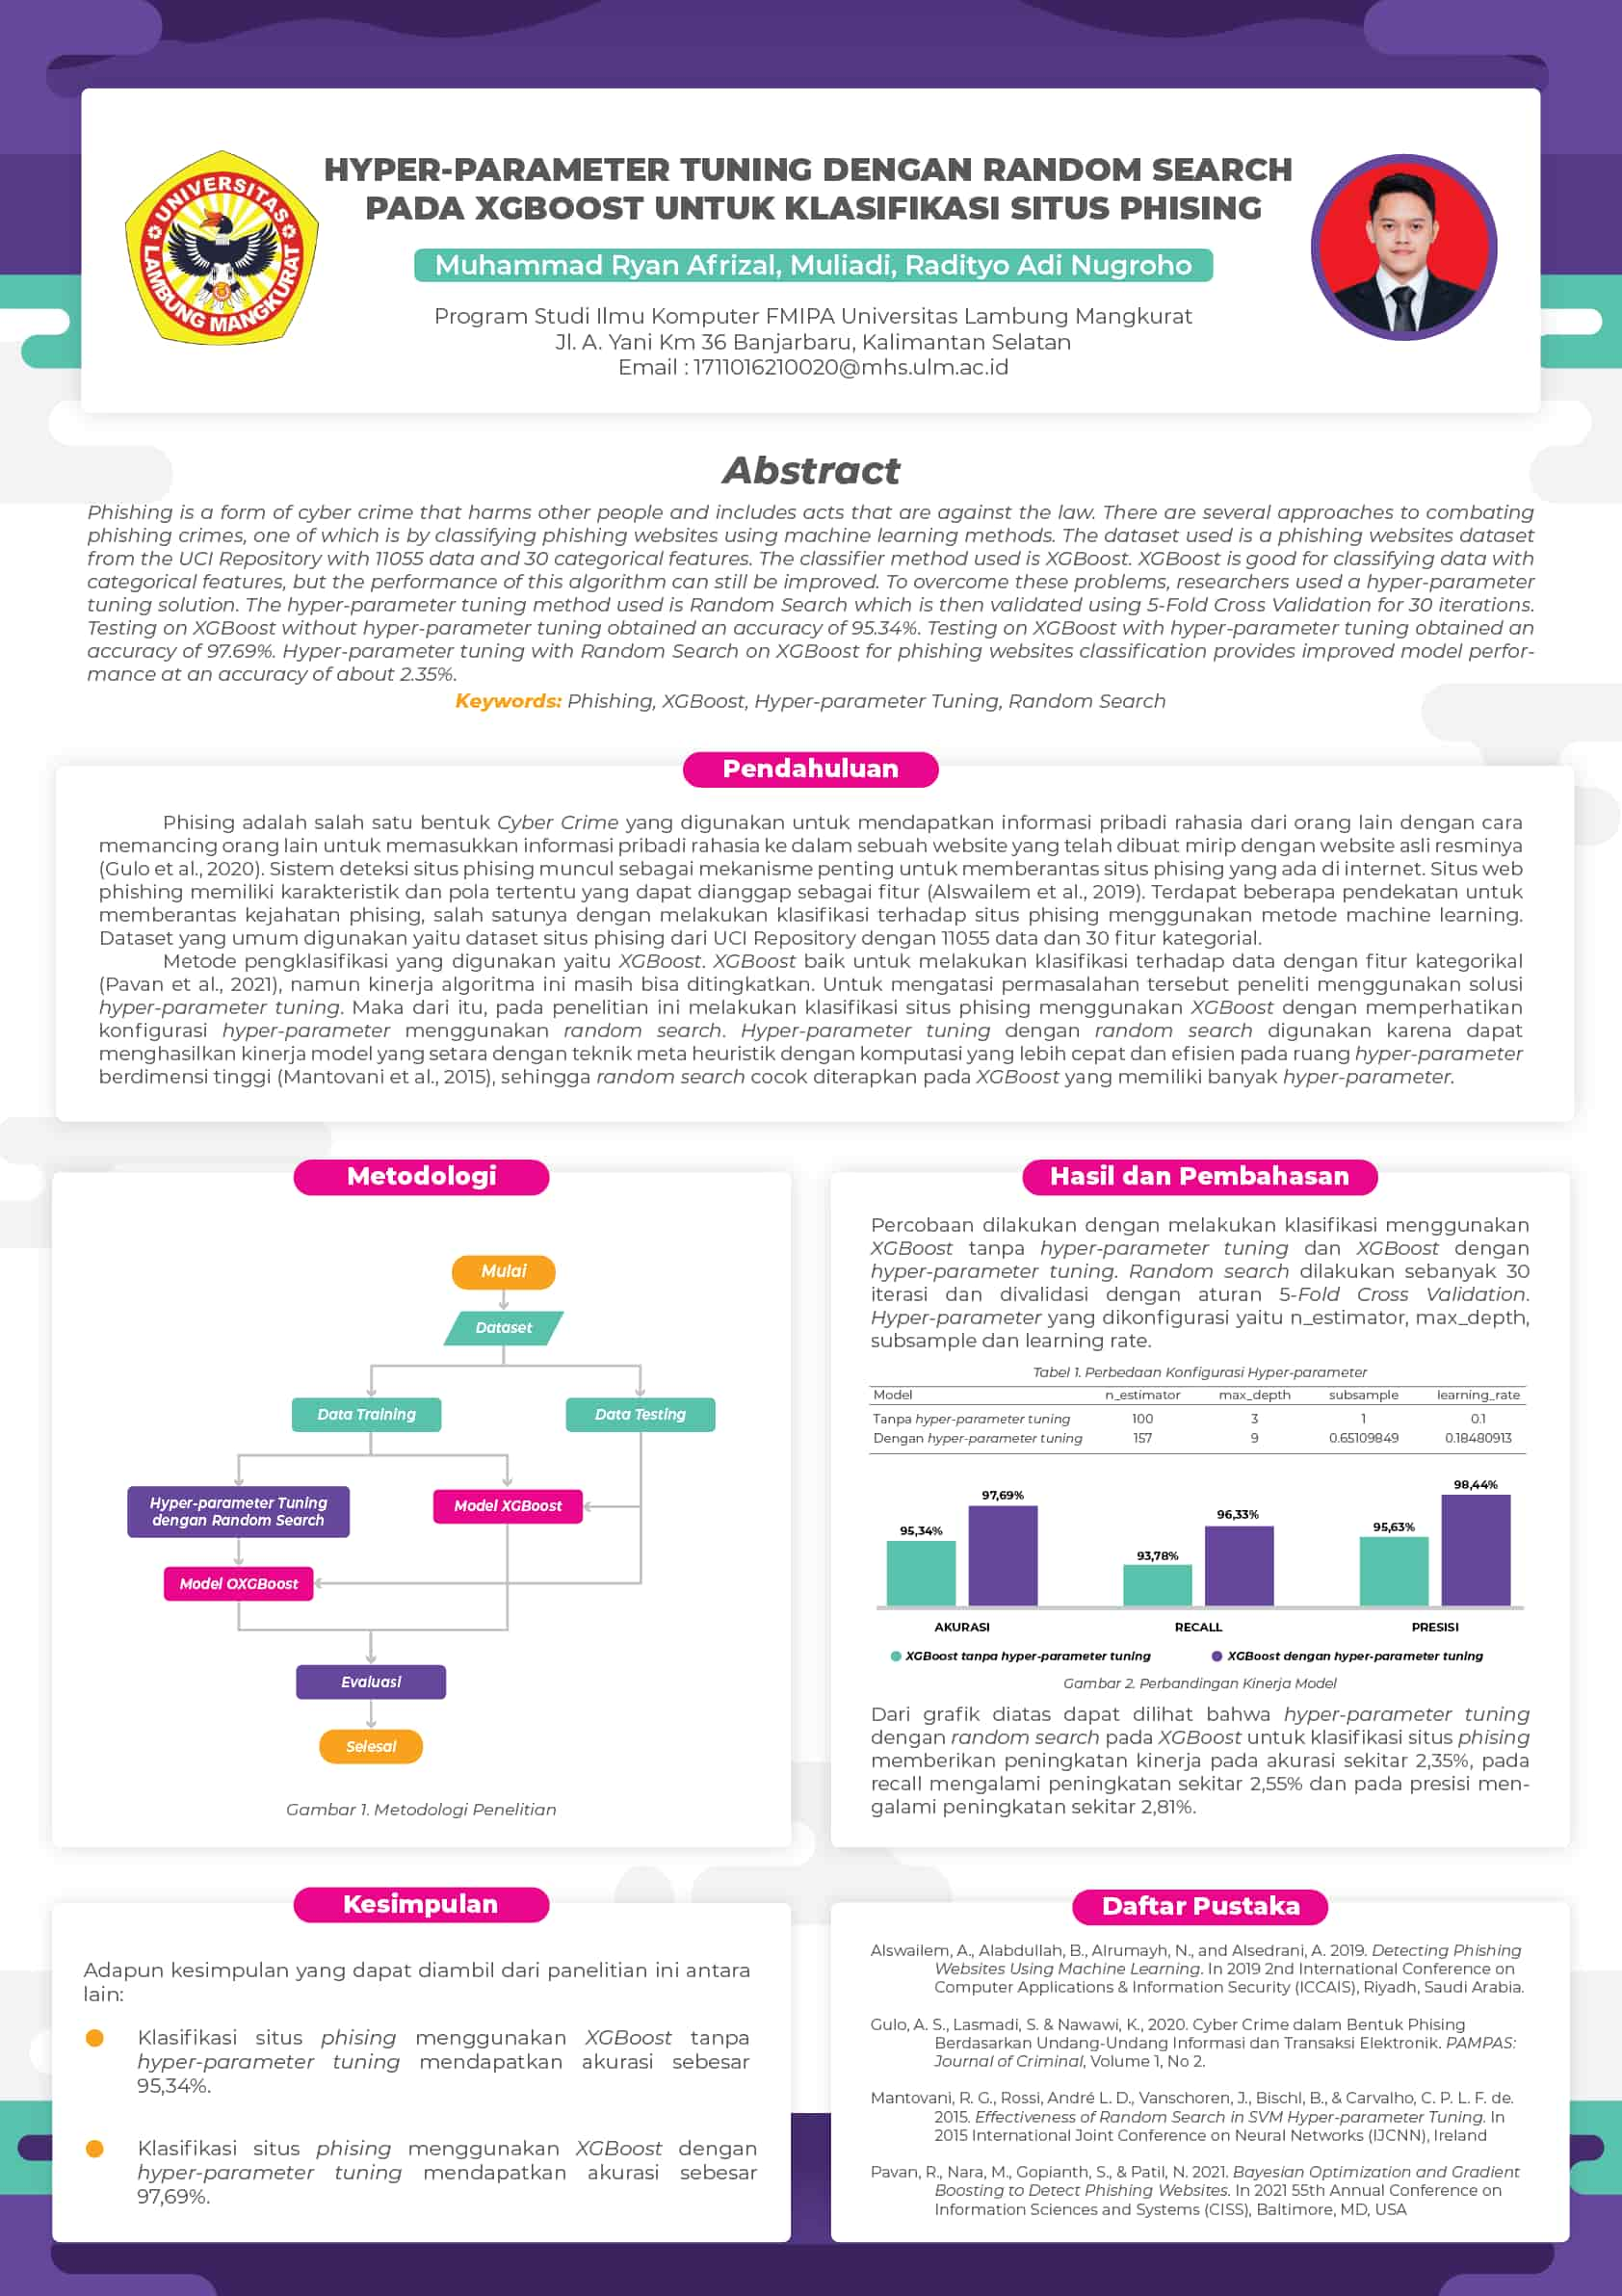 UNIVERSITAS
LAMBUNG MANGKURAT
HYPER-PARAMETER TUNING DENGAN RANDOM SEARCH
PADA XGBOOST UNTUK KLASIFIKASI SITUS PHISING
Muhammad Ryan Afrizal, Muliadi, Radityo Adi Nugroho
Program Studi Ilmu Komputer FMIPA Universitas Lambung Mangkurat
Jl. A. Yani Km 36 Banjarbaru, Kalimantan Selatan
Email : 1711016210020@mhs.ulm.ac.id
Abstract
Phishing is a form of cyber crime that harms other people and includes acts that are against the law. There are several approaches to combating
phishing crimes, one of which is by classifying phishing websites using machine learning methods. The dataset used is a phishing websites dataset
from the UCI Repository with 11055 data and 30 categorical features. The classifier method used is XGBoost. XGBoost is good for classifying data with
categorical features, but the performance of this algorithm can still be improved. To overcome these problems, researchers used a hyper-parameter
tuning solution. The hyper-parameter tuning method used is Random Search which is then validated using 5-Fold Cross Validation for 30 iterations.
Testing on XGBoost without hyper-parameter tuning obtained an accuracy of 95.34%. Testing on XGBoost with hyper-parameter tuning obtained an
accuracy of 97.69%. Hyper-parameter tuning with Random Search on XGBoost for phishing websites classification provides improved model perfor-
mance at an accuracy of about 2.35%.
Keywords: Phishing, XGBoost, Hyper-parameter Tuning, Random Search
Pendahuluan
Phising adalah salah satu bentuk Cyber Crime yang digunakan untuk mendapatkan informasi pribadi rahasia dari orang lain dengan cara
memancing orang lain untuk memasukkan informasi pribadi rahasia ke dalam sebuah website yang telah dibuat mirip dengan website asli resminya
(Gulo et al., 2020). Sistem deteksi situs phising muncul sebagai mekanisme penting untuk memberantas situs phising yang ada di internet. Situs web
phishing memiliki karakteristik dan pola tertentu yang dapat dianggap sebagai fitur (Alswailem et al., 2019). Terdapat beberapa pendekatan untuk
memberantas kejahatan phising, salah satunya dengan melakukan klasifikasi terhadap situs phising menggunakan metode machine learning.
Dataset yang umum digunakan yaitu dataset situs phising dari UCI Repository dengan 11055 data dan 30 fitur kategorial.
Metode pengklasifikasi yang digunakan yaitu XGBoost. XGBoost baik untuk melakukan klasifikasi terhadap data dengan fitur kategorikal
(Pavan et al., 2021), namun kinerja algoritma ini masih bisa ditingkatkan. Untuk mengatasi permasalahan tersebut peneliti menggunakan solusi
hyper-parameter tuning. Maka dari itu, pada penelitian ini melakukan klasifikasi situs phising menggunakan XGBoost dengan memperhatikan
konfigurasi hyper-parameter menggunakan random search. Hyper-parameter tuning dengan random search digunakan karena dapat
menghasilkan kinerja model yang setara dengan teknik meta heuristik dengan komputasi yang lebih cepat dan efisien pada ruang hyper-parameter
berdimensi tinggi (Mantovani et al., 2015), sehingga random search cocok diterapkan pada XGBoost yang memiliki banyak hyper-parameter.
Metodologi
Mulai
Dataset
Data Training
Data Testing
Hyper-parameter Tuning
dengan Random Search
Model XGBoost
Model OXGBoost
Evaluasi
Selesai
Gambar 1. Metodologi Penelitian
Hasil dan Pembahasan
Percobaan dilakukan dengan melakukan klasifikasi menggunakan
XGBoost tanpa hyper-parameter tuning dan XGBoost dengan
hyper-parameter tuning. Random search dilakukan sebanyak 30
iterasi dan divalidasi dengan aturan 5-Fold Cross Validation.
Hyper-parameter yang dikonfigurasi yaitu n_estimator, max_depth,
subsample dan learning rate.
Tabel 1. Perbedaan Konfigurasi Hyper-parameter
Model n_estimator max_depth subsample learning_rate
Tanpa hyper-parameter tuning 100 3 1 0.1
Dengan hyper-parameter tuning 157 9 0.65109849 0.18480913
95,34% 97,69% 93,78% 96,33% 95,63% 98,44%
AKURASI RECALL PRESISI
XGBoost tanpa hyper-parameter tuning XGBoost dengan hyper-parameter tuning
Gambar 2. Perbandingan Kinerja Model
Dari grafik diatas dapat dilihat bahwa hyper-parameter tuning
dengan random search pada XGBoost untuk klasifikasi situs phising
memberikan peningkatan kinerja pada akurasi sekitar 2,35%, pada
recall mengalami peningkatan sekitar 2,55% dan pada presisi men-
galami peningkatan sekitar 2,81%.
Kesimpulan
Adapun kesimpulan yang dapat diambil dari panelitian ini antara
lain:
Klasifikasi situs phising menggunakan XGBoost tanpa
hyper-parameter tuning mendapatkan akurasi sebesar
95,34%.
Klasifikasi situs phising menggunakan XGBoost dengan
hyper-parameter tuning mendapatkan akurasi sebesar
97,69%.
Daftar Pustaka
Alswailem, A., Alabdullah, B., Alrumayh, N., and Alsedrani, A. 2019. Detecting Phishing
Websites Using Machine Learning. In 2019 2nd International Conference on
Computer Applications & Information Security (ICCAIS), Riyadh, Saudi Arabia.
Gulo, A. S., Lasmadi, S. & Nawawi, K., 2020. Cyber Crime dalam Bentuk Phising
Berdasarkan Undang-Undang Informasi dan Transaksi Elektronik. PAMPAS:
Journal of Criminal, Volume 1, No 2.
Mantovani, R. G., Rossi, André L. D., Vanschoren, J., Bischl, B., & Carvalho, C. P. L. F. de.
2015. Effectiveness of Random Search in SVM Hyper-parameter Tuning. In
2015 International Joint Conference on Neural Networks (IJCNN), Ireland
Pavan, R., Nara, M., Gopianth, S., & Patil, N. 2021. Bayesian Optimization and Gradient
Boosting to Detect Phishing Websites. In 2021 55th Annual Conference on
Information Sciences and Systems (CISS), Baltimore, MD, USA